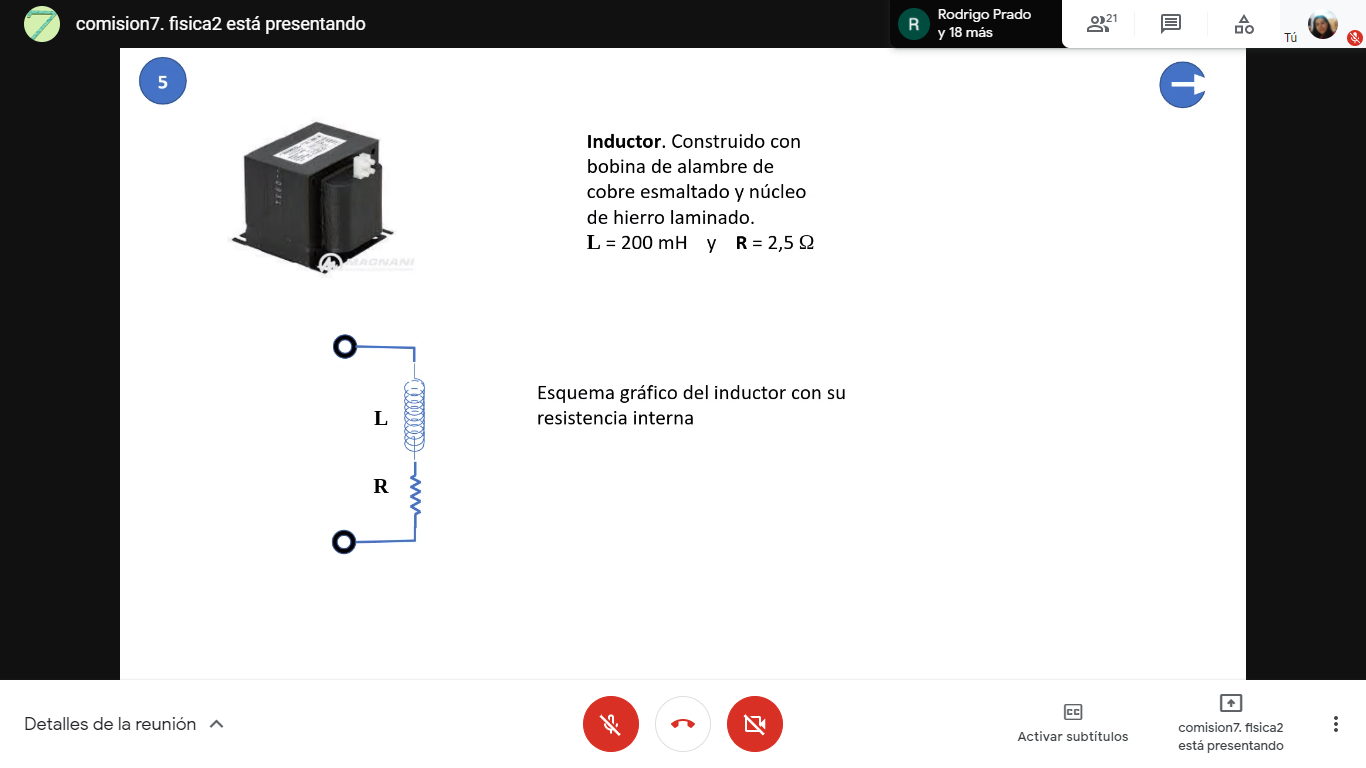 comision7. fisica2 está presentando
R
Rodrigo Prado
y 18 más
21
Tú
5
Inductor. Construido con
bobina de alambre de
cobre esmaltado y núcleo
de hierro laminado.
L = 200 mH y R = 2,5 Ω
MAGNANI
L
R
Esquema gráfico del inductor con su
resistencia interna
Detalles de la reunión
CC
Activar subtítulos
comision7. fisica2
está presentando